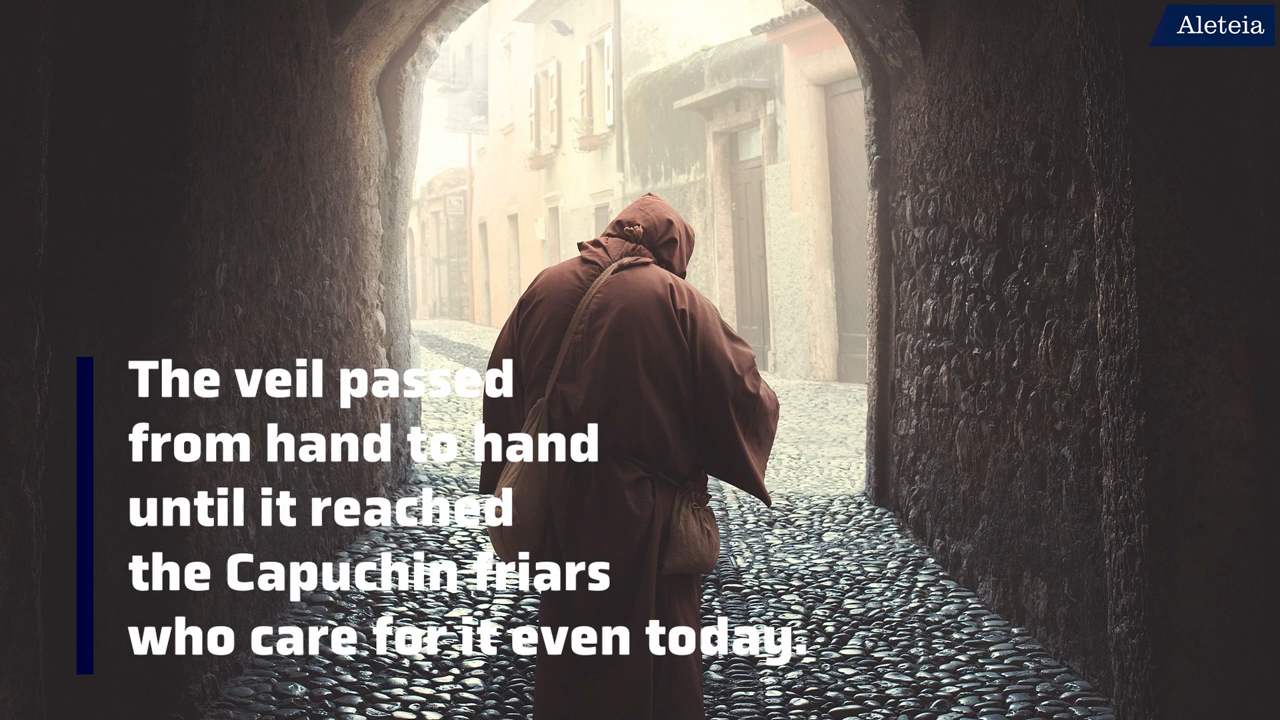 Aleteia
The veil passed
from hand to hand
until it reached
the Capuchin friars
who care for it even today.